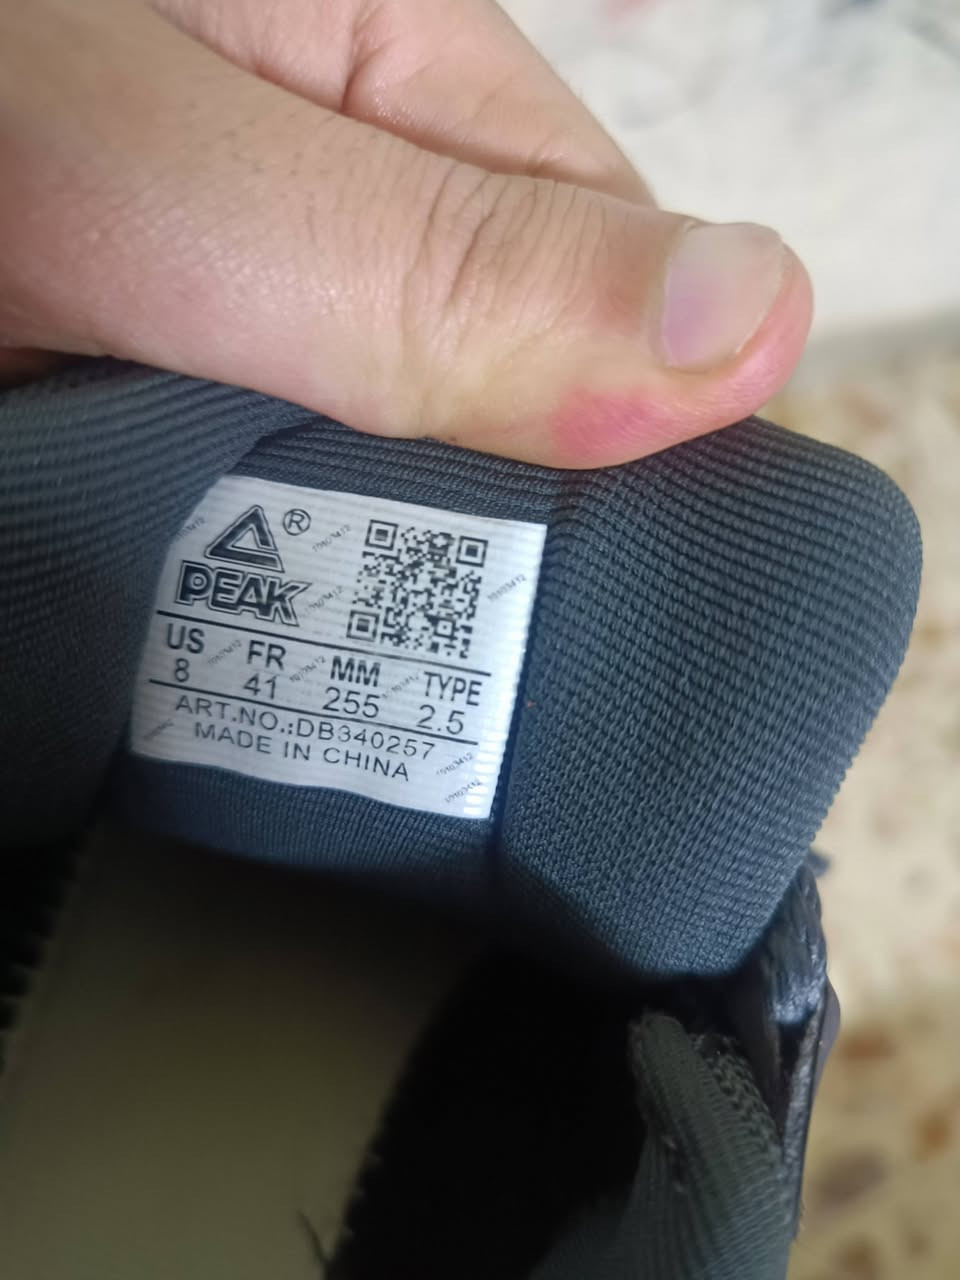 ®
PEAK
US FR MM TYPE
8 41 255 2.5
ART.NO.:DB340257
MADE IN CHINA